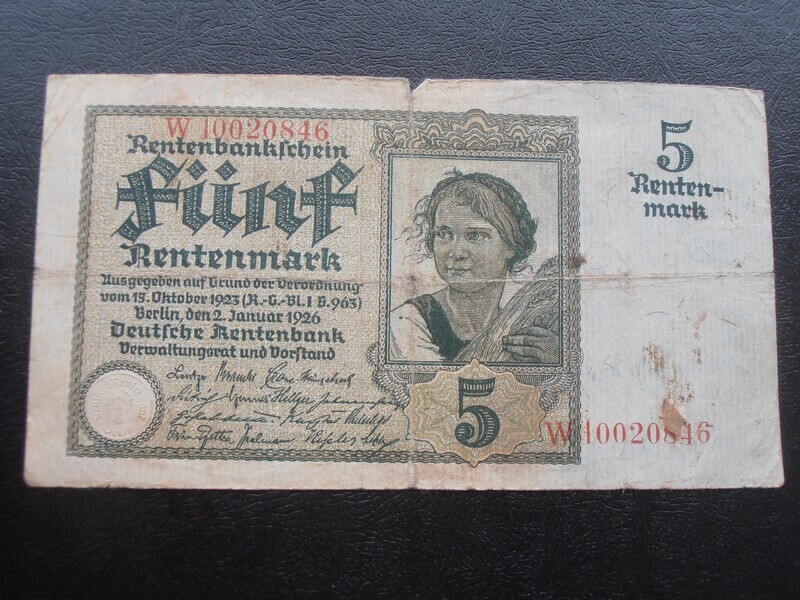 W 10020846
Rentenbankschein
Fünf
Rentenmark
Ausgegeben auf Grund der Verordnung
vom 15. Oktober 1923 (R.-G.-Bl. I S. 963)
Berlin, den 2. Januar 1926
Deutsche Rentenbank
Verwaltungsrat und Vorstand
5
5
Renten-
mark
W 10020846